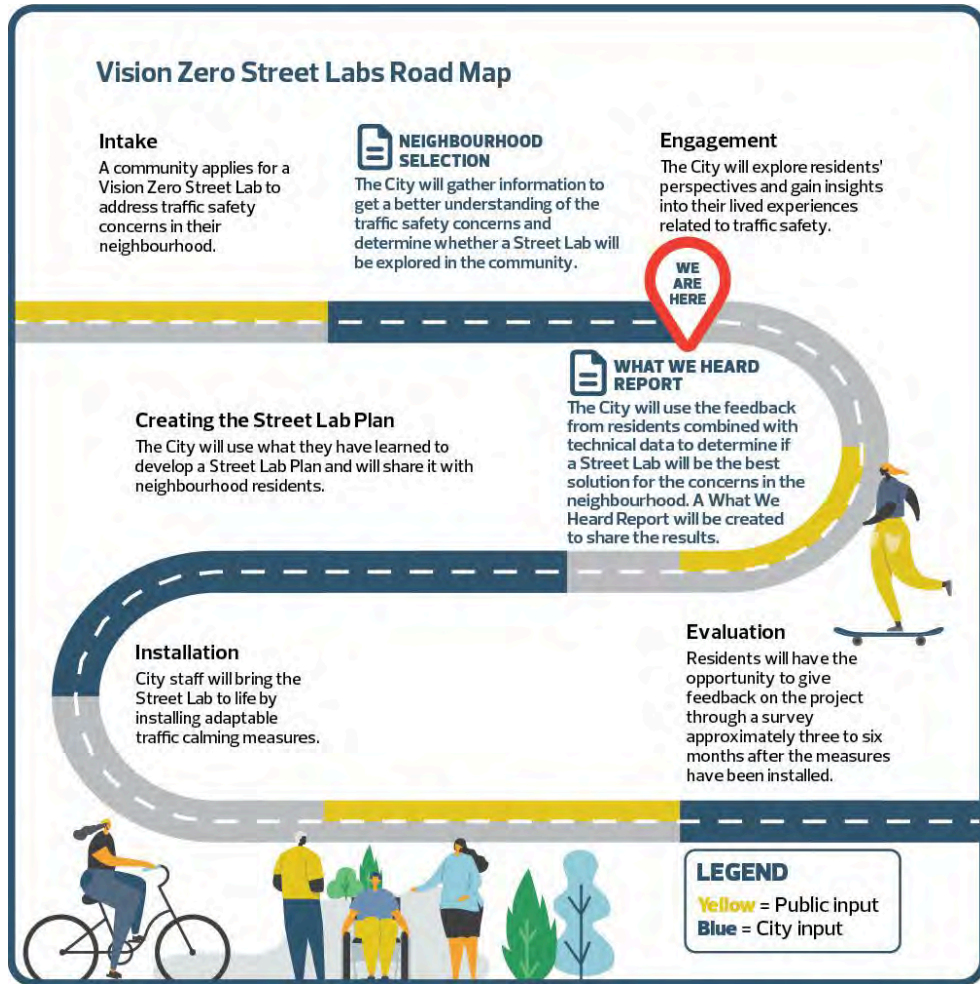 Vision Zero Street Labs Road Map
Intake
A community applies for a
Vision Zero Street Lab to
address traffic safety
concerns in their
neighbourhood.
NEIGHBOURHOOD
SELECTION
The City will gather information to
get a better understanding of the
traffic safety concerns and
determine whether a Street Lab will
be explored in the community.
Engagement
The City will explore residents'
perspectives and gain insights
into their lived experiences
related to traffic safety.
WE
ARE
HERE
WHAT WE HEARD
REPORT
The City will use the feedback
from residents combined with
technical data to determine if
a Street Lab will be the best
solution for the concerns in the
neighbourhood. A What We
Heard Report will be created
to share the results.
Creating the Street Lab Plan
The City will use what they have learned to
develop a Street Lab Plan and will share it with
neighbourhood residents.
Installation
City staff will bring the
Street Lab to life by
installing adaptable
traffic calming measures.
Evaluation
Residents will have the
opportunity to give
feedback on the project
through a survey
approximately three to six
months after the measures
have been installed.
LEGEND
Yellow = Public input
Blue = City input